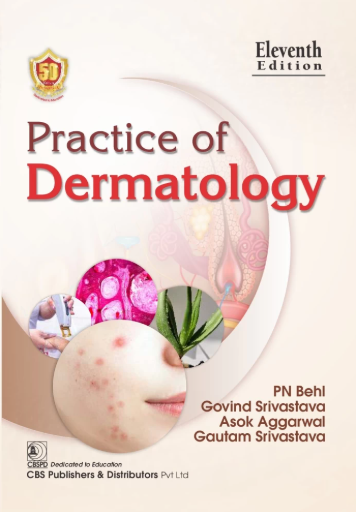 50
Eleventh
Edition
Practice of
Dermatology
PN Behl
Govind Srivastava
Asok Aggarwal
Gautam Srivastava
CBSPD Dedicated to Education
CBS Publishers & Distributors Pvt Ltd